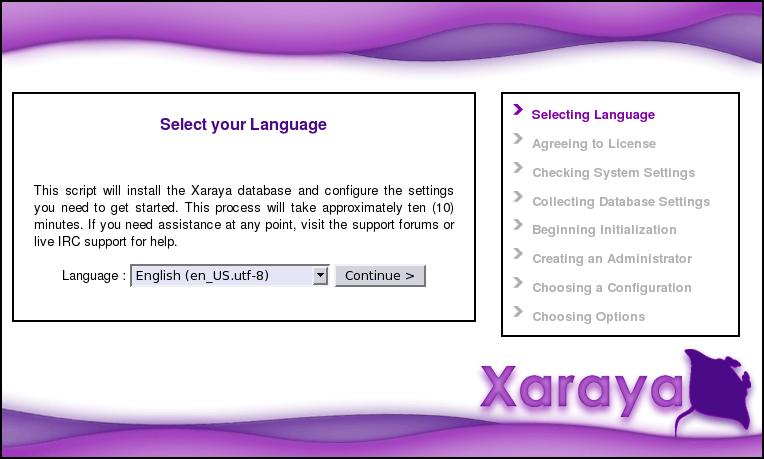 Select your Language
This script will install the Xaraya database and configure the settings
you need to get started. This process will take approximately ten (10)
minutes. If you need assistance at any point, visit the support forums or
live IRC support for help.
Language : English (en_US.utf-8) Continue >
Selecting Language
Agreeing to License
Checking System Settings
Collecting Database Settings
Beginning Initialization
Creating an Administrator
Choosing a Configuration
Choosing Options
Xaraya